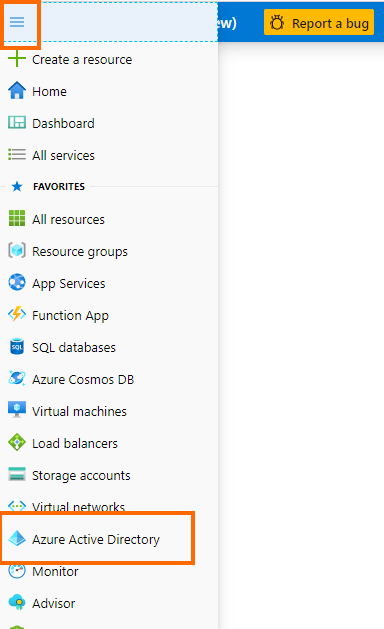 w)
Report a bug
Create a resource
Home
Dashboard
All services
FAVORITES
All resources
Resource groups
App Services
Function App
SQL
SQL databases
Azure Cosmos DB
Virtual machines
Load balancers
Storage accounts
Virtual networks
Azure Active Directory
Monitor
Advisor